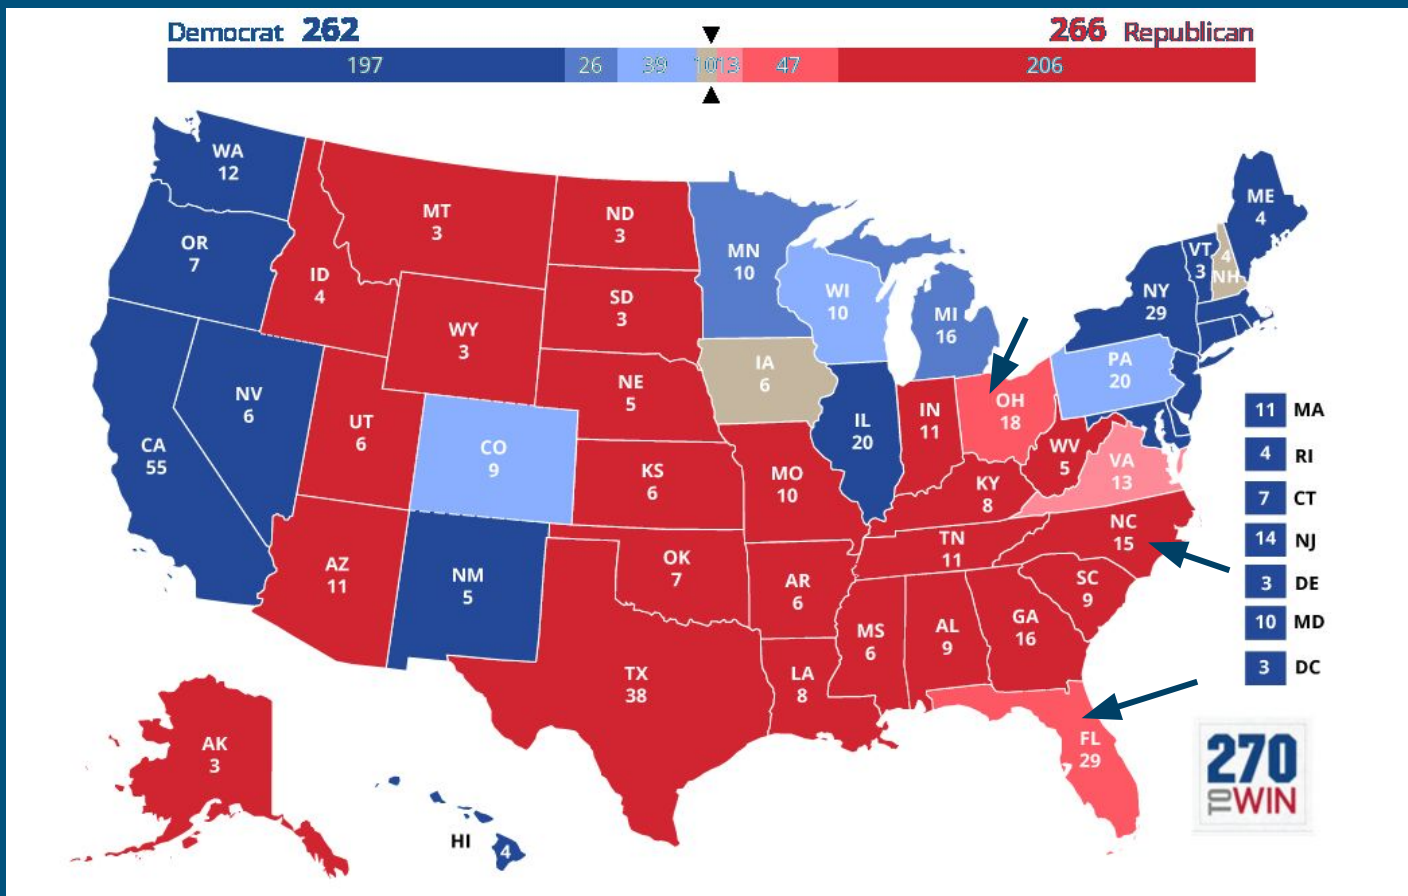 Democrat 262
266 Republican
197
26
39
10
13
47
206
WA
12
OR
7
CA
55
NV
6
ID
4
MT
3
WY
3
UT
6
AZ
11
CO
9
NM
5
ND
3
SD
3
NE
5
KS
6
OK
7
TX
38
MN
10
IA
6
MO
10
AR
6
LA
8
WI
10
IL
20
MI
16
IN
11
OH
18
KY
8
TN
11
MS
6
AL
9
GA
16
FL
29
SC
9
NC
15
VA
13
WV
5
PA
20
NY
29
VT
3
4
NH
ME
4
AK
3
HI
4
11 MA
4 RI
7 CT
14 NJ
3 DE
10 MD
3 DC
270
TO WIN